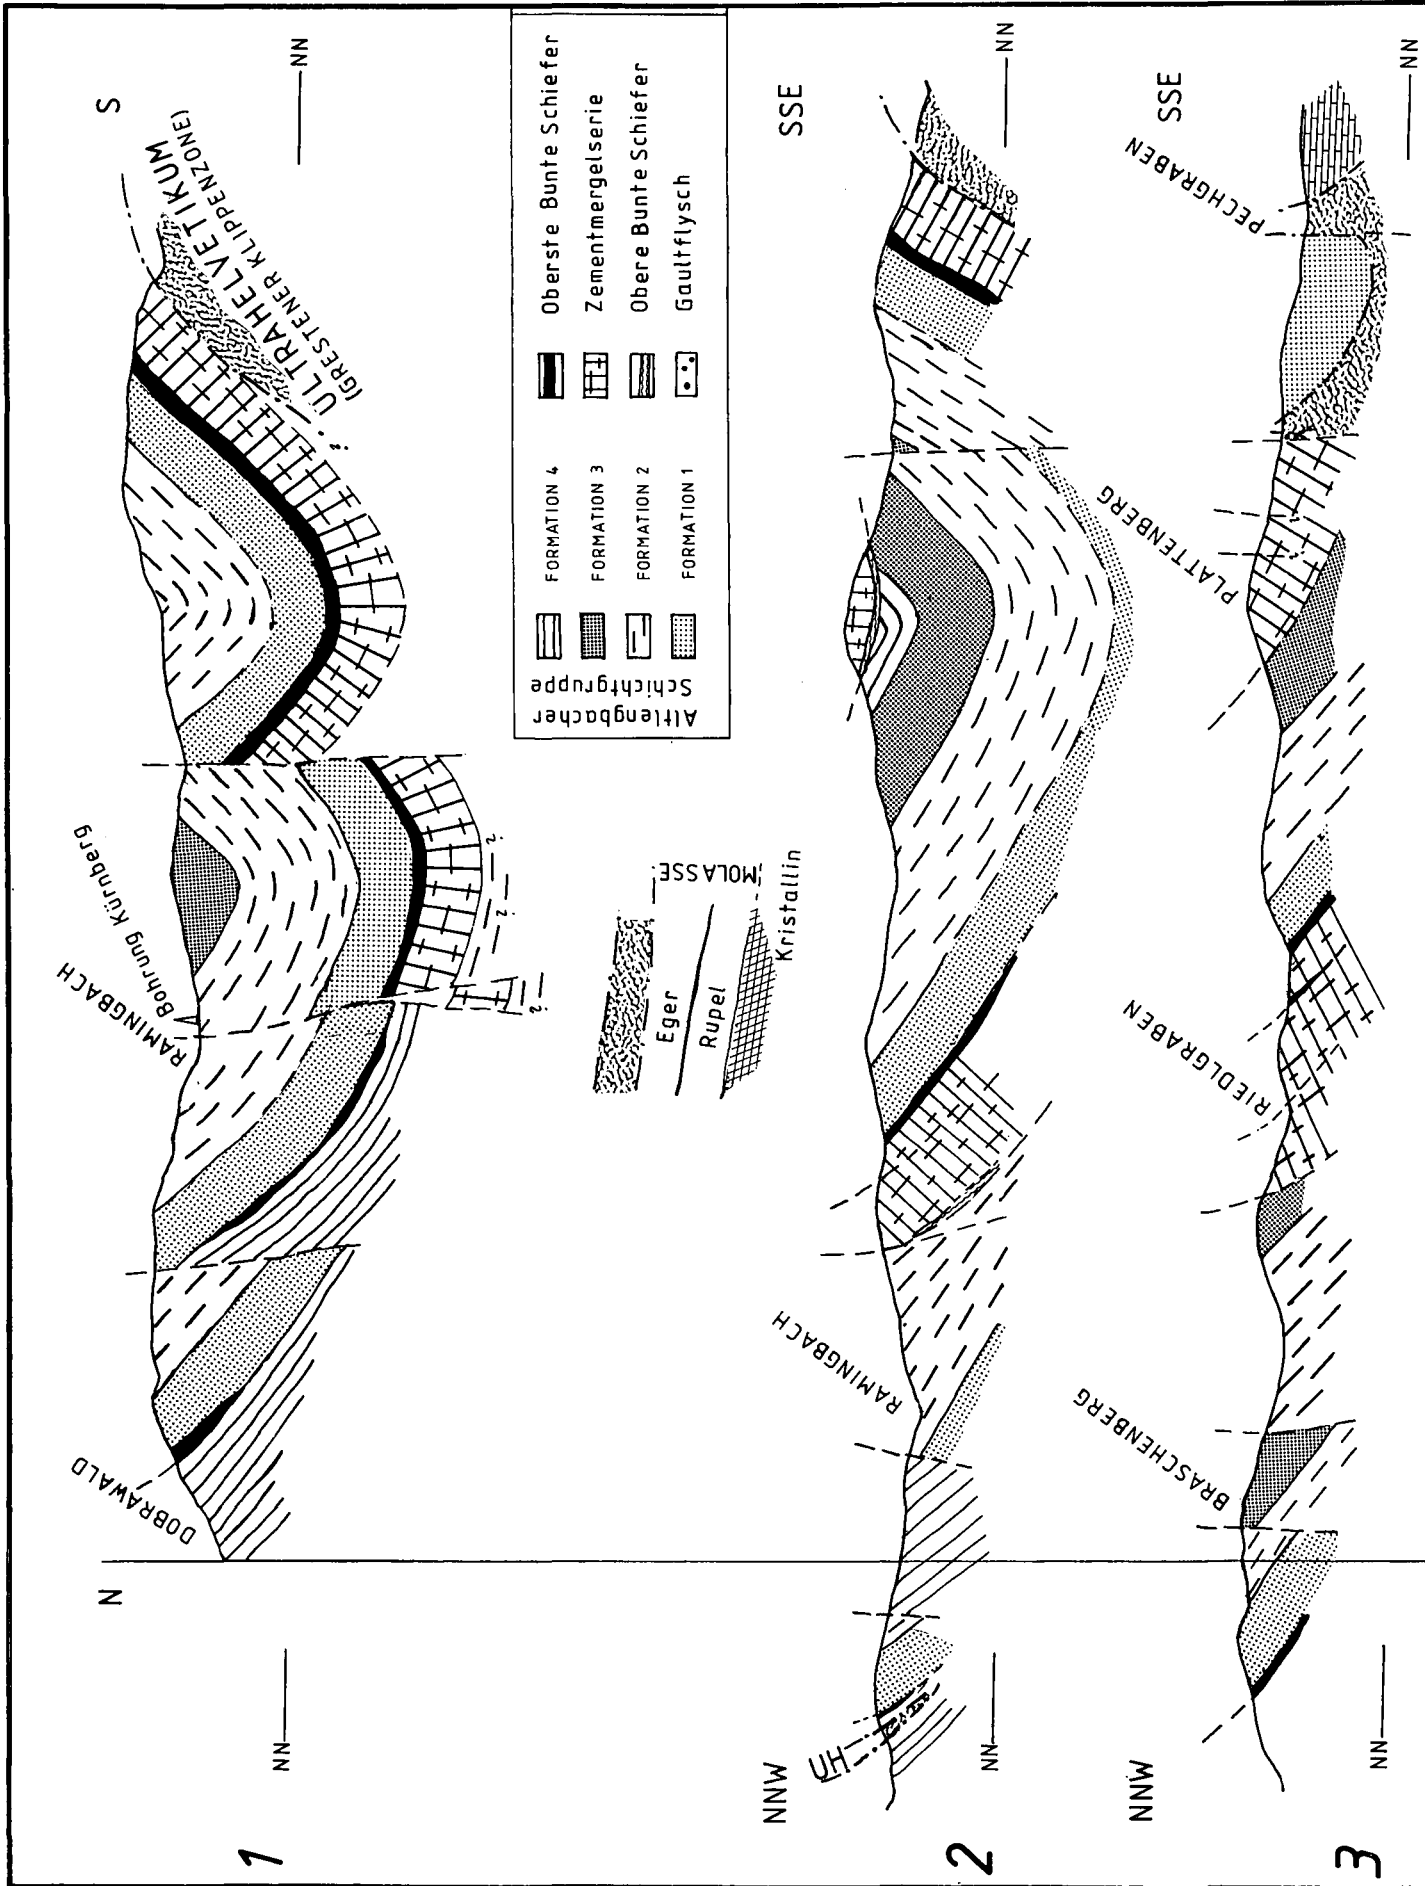 1
N
S
DOBRAWALD
RAMINGBACH
Bohrung Kürnberg
ULTRAHELVETIKUM
(GRESTENER KLIPPENZONE)
?
?
?
?
NN
NN
Altlengbacher
Schichtgruppe
FORMATION 4
Oberste Bunte Schiefer
FORMATION 3
Zementmergelserie
FORMATION 2
Obere Bunte Schiefer
FORMATION 1
Gaultflysch
Eger
Rupel
MOLASSE
Kristallin
2
NNW
SSE
UH
RAMINGBACH
NN
NN
3
NNW
SSE
BRASCHENBERG
RIEDLGRABEN
PLATTENBERG
PECHGRABEN
NN
NN